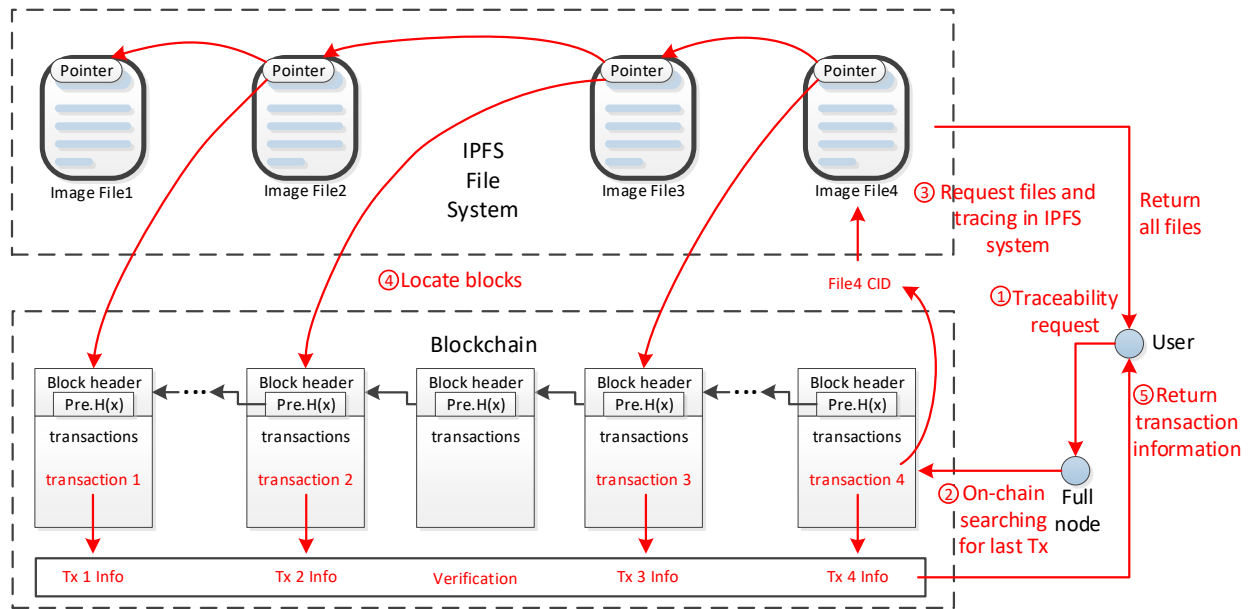 Pointer
Pointer
Pointer
Pointer
Image File1
Image File2
Image File3
Image File4
IPFS
File
System
③Request files and
tracing in IPFS
system
Return
all files
④Locate blocks
File4 CID
①Traceability
request
User
Blockchain
Block header
Pre.H(x)
transactions
transaction 1
Block header
Pre.H(x)
transactions
transaction 2
Block header
Pre.H(x)
transactions
Block header
Pre.H(x)
transactions
transaction 3
Block header
Pre.H(x)
transactions
transaction 4
⑤Return
transaction
information
②On-chain
searching
for last Tx
Full
node
Tx 1 Info
Tx 2 Info
Verification
Tx 3 Info
Tx 4 Info